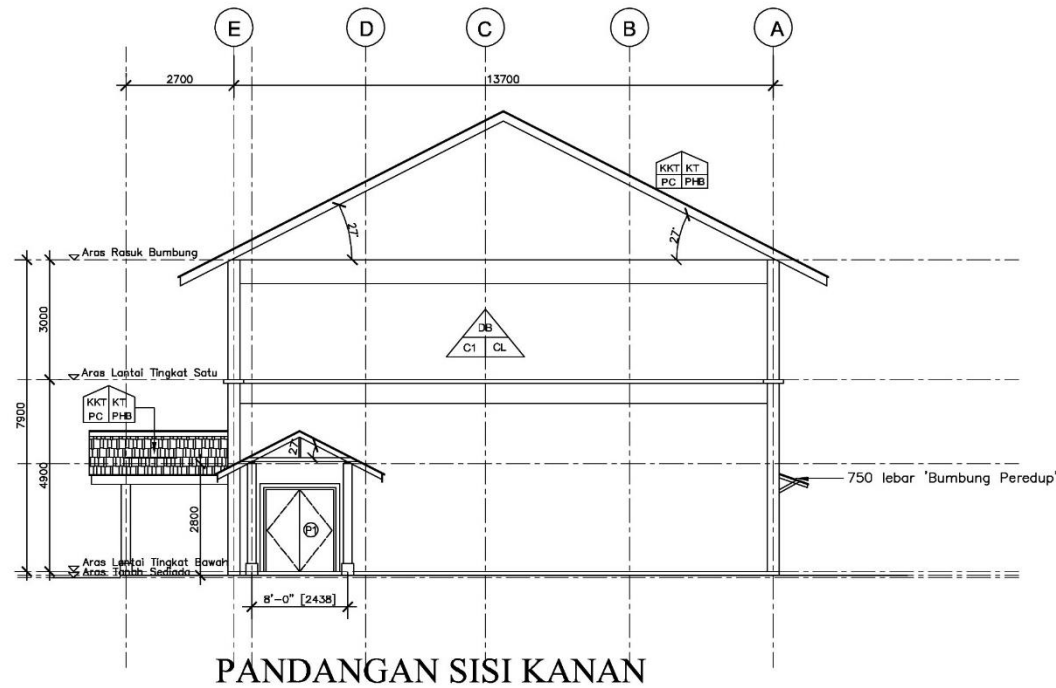 E D C B A
2700 13700
KKT KT
PC PHB
27°
27°
Aras Rasuk Bumbung
3000
DB
C1 CL
Aras Lantai Tingkat Satu
KKT KT
PC PHB
7900
4900
27°
750 lebar 'Bumbung Peredup'
2800
P1
Aras Lantai Tingkat Bawah
Aras Tanah Sediada
8'-0" [2438]
PANDANGAN SISI KANAN